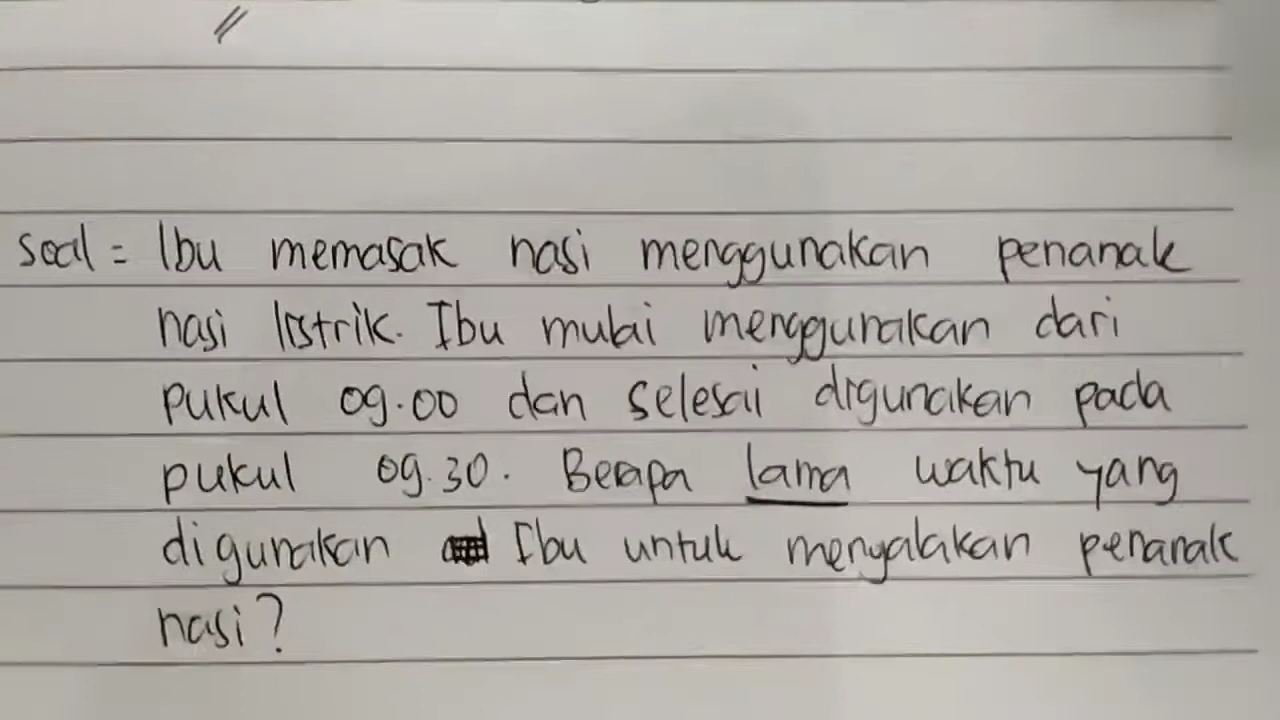 soal = Ibu memasak nasi menggunakan penanak
nasi listrik. Ibu mulai menggunakan dari
pukul 09.00 dan selesai digunakan pada
pukul 09.30. Berapa lama waktu yang
digunakan Ibu untuk menyalakan penanak
nasi?